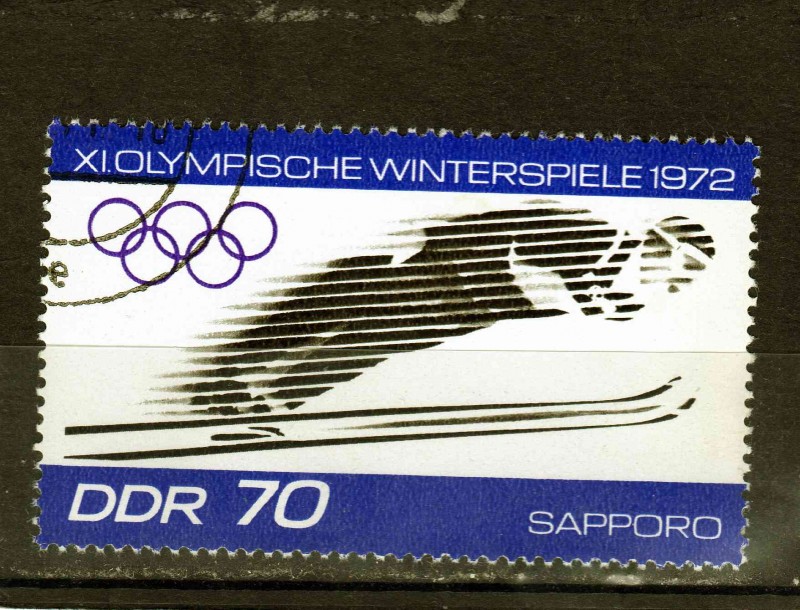 XI. OLYMPISCHE WINTERSPIELE 1972
e
DDR 70
SAPPORO